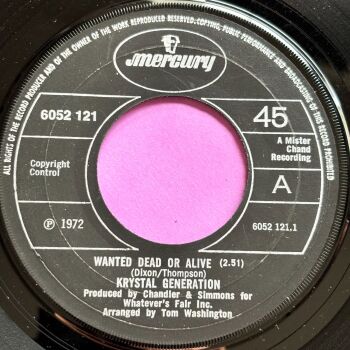 ALL RIGHTS OF THE RECORD PRODUCER AND OF THE OWNER OF THE WORK REPRODUCED RESERVED. COPYING, PUBLIC PERFORMANCE AND BROADCASTING OF THIS RECORD PROHIBITED
mercury
6052 121
45
A Mister
Chand
Recording
Copyright
Control
A
℗ 1972
6052 121.1
WANTED DEAD OR ALIVE (2.51)
(Dixon/Thompson)
KRYSTAL GENERATION
Produced by Chandler & Simmons for
Whatever's Fair Inc.
Arranged by Tom Washington